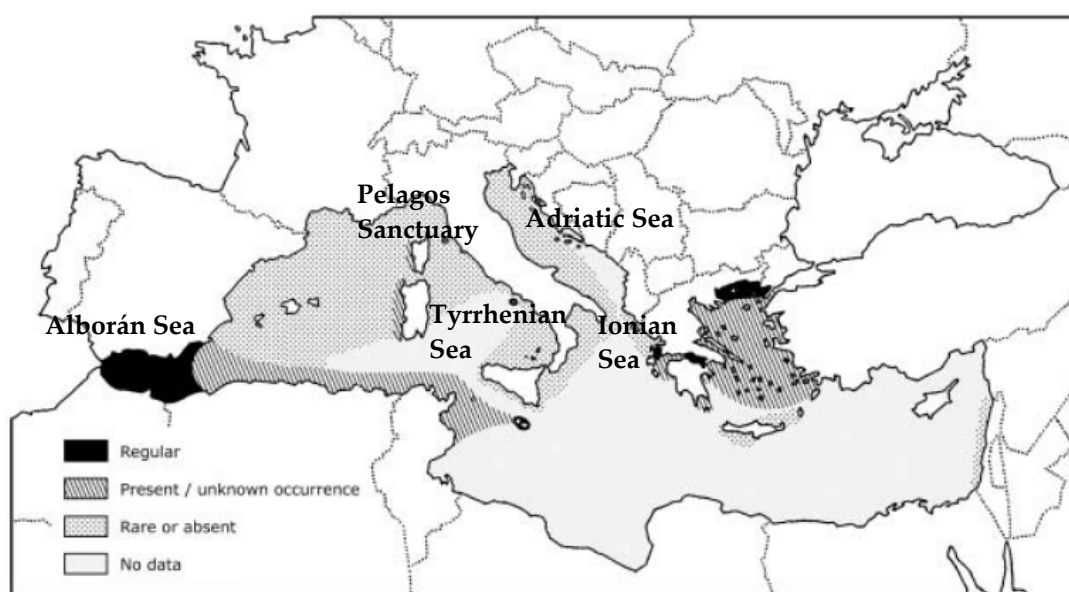 Pelagos
Sanctuary
Adriatic Sea
Alborán Sea
Tyrrhenian
Sea
Ionian
Sea
Regular
Present / unknown occurrence
Rare or absent
No data